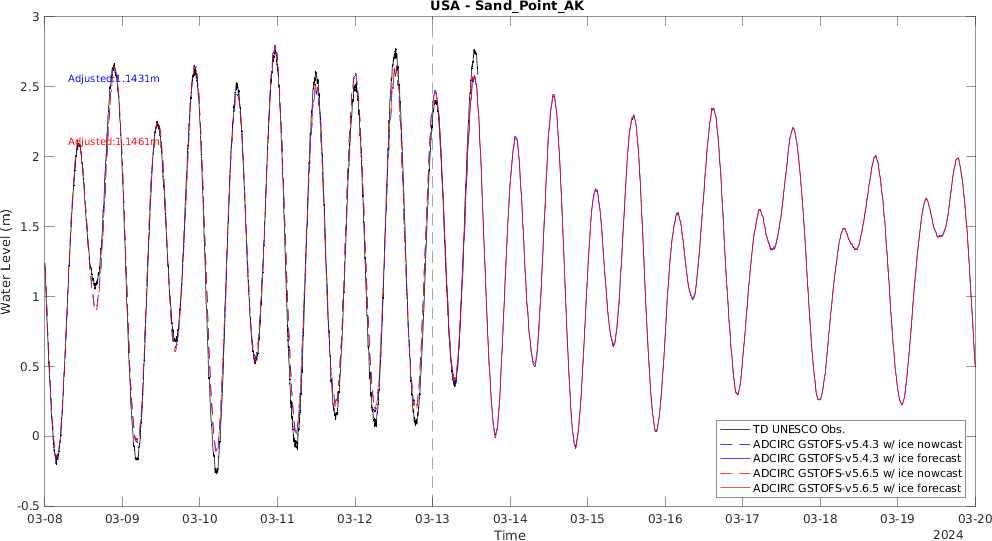 USA - Sand_Point_AK
3
2.5
2
1.5
1
0.5
0
-0.5
Water Level (m)
Adjusted:1.1431m
Adjusted:1.1461m
TD UNESCO Obs.
ADCIRC GSTOFS-v5.4.3 w/ ice nowcast
ADCIRC GSTOFS-v5.4.3 w/ ice forecast
ADCIRC GSTOFS-v5.6.5 w/ ice nowcast
ADCIRC GSTOFS-v5.6.5 w/ ice forecast
03-08 03-09 03-10 03-11 03-12 03-13 03-14 03-15 03-16 03-17 03-18 03-19 03-20
Time
2024